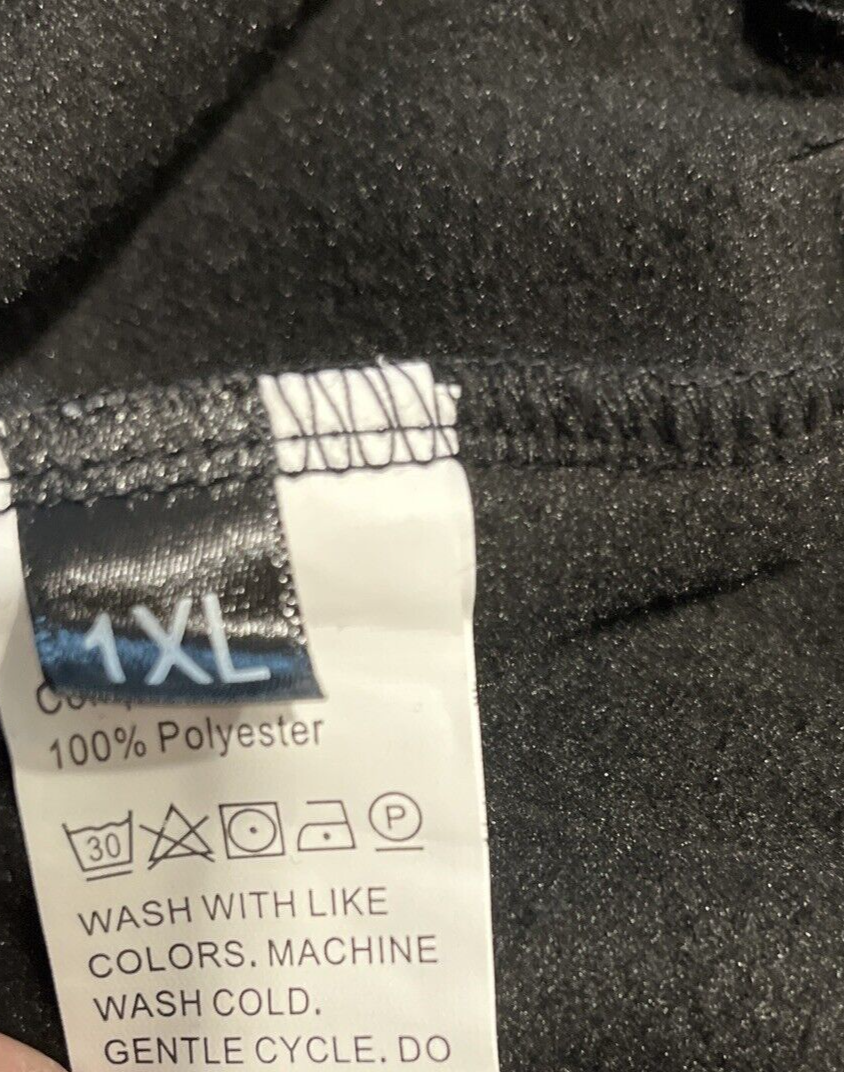 1XL
100% Polyester
30 P
WASH WITH LIKE
COLORS. MACHINE
WASH COLD.
GENTLE CYCLE. DO